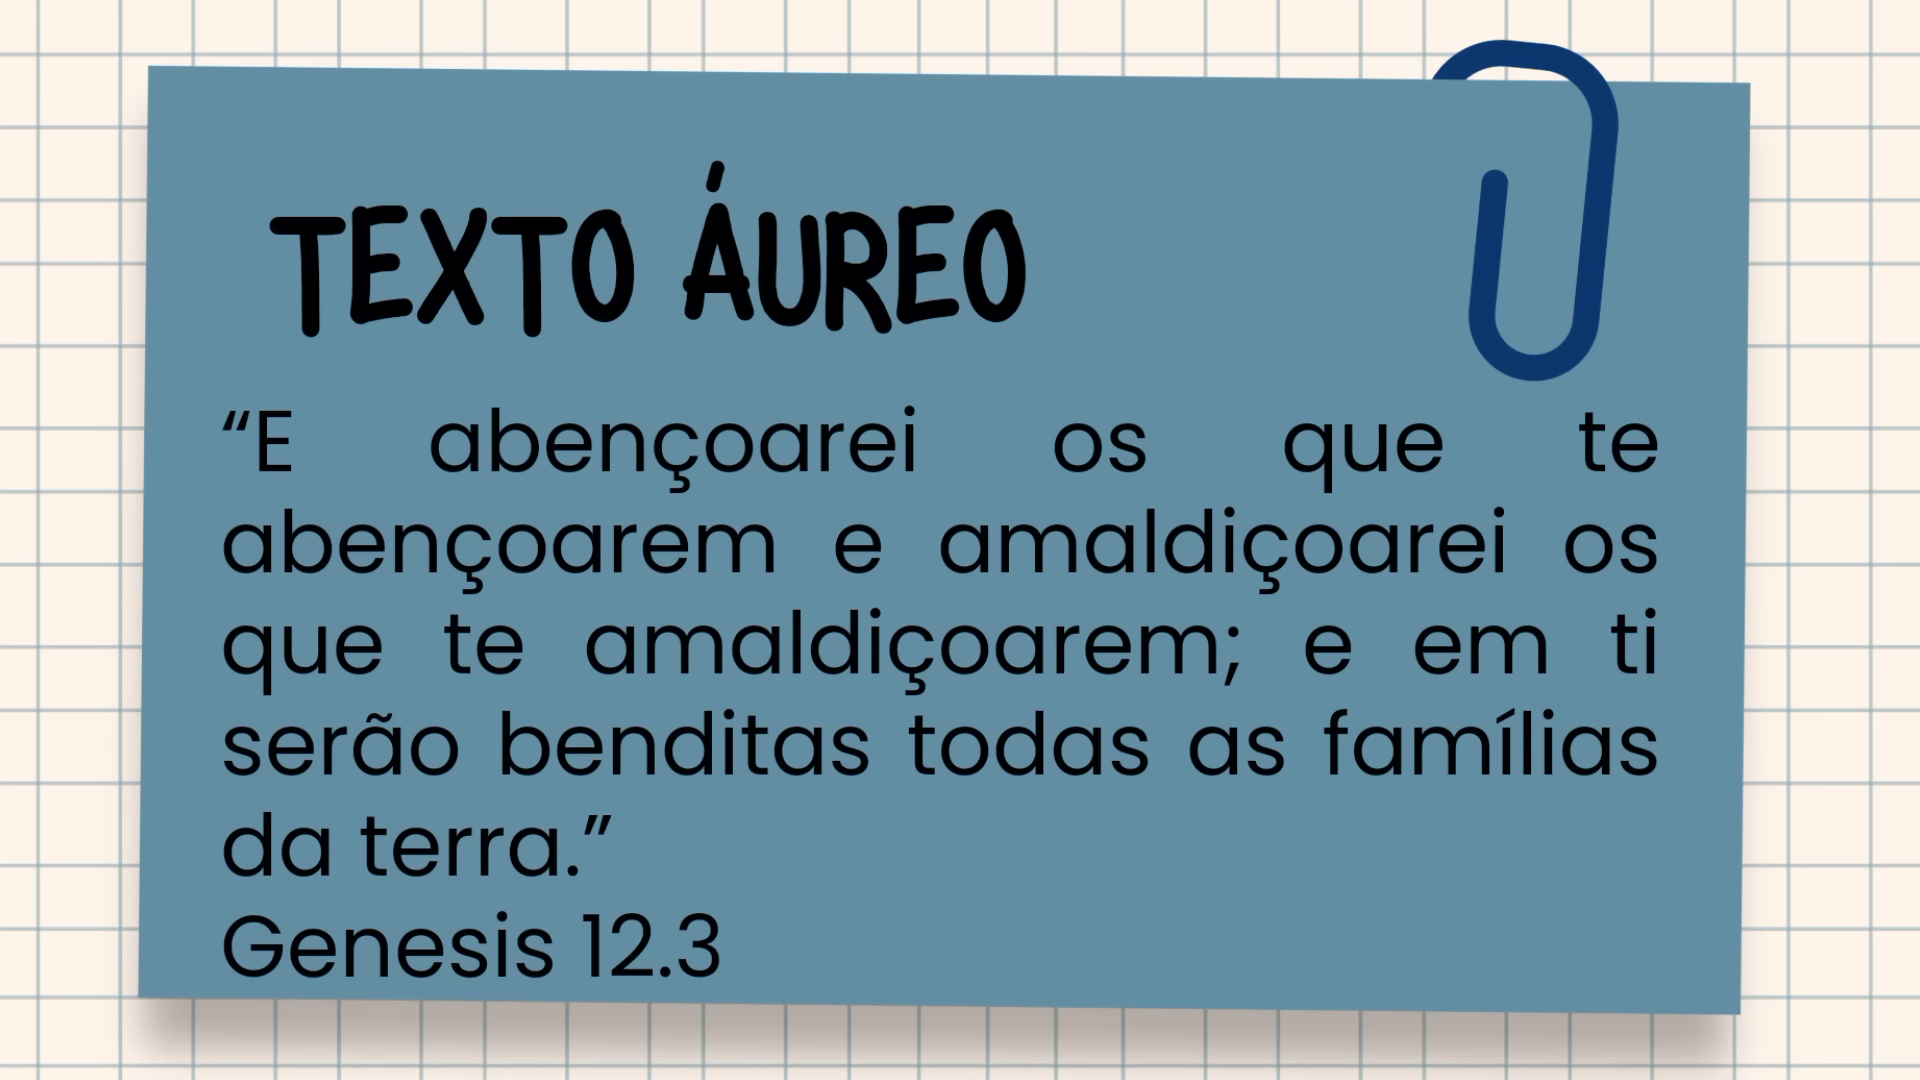 TEXTO ÁUREO
“E abençoarei os que te
abençoarem e amaldiçoarei os
que te amaldiçoarem; e em ti
serão benditas todas as famílias
da terra.”
Genesis 12.3